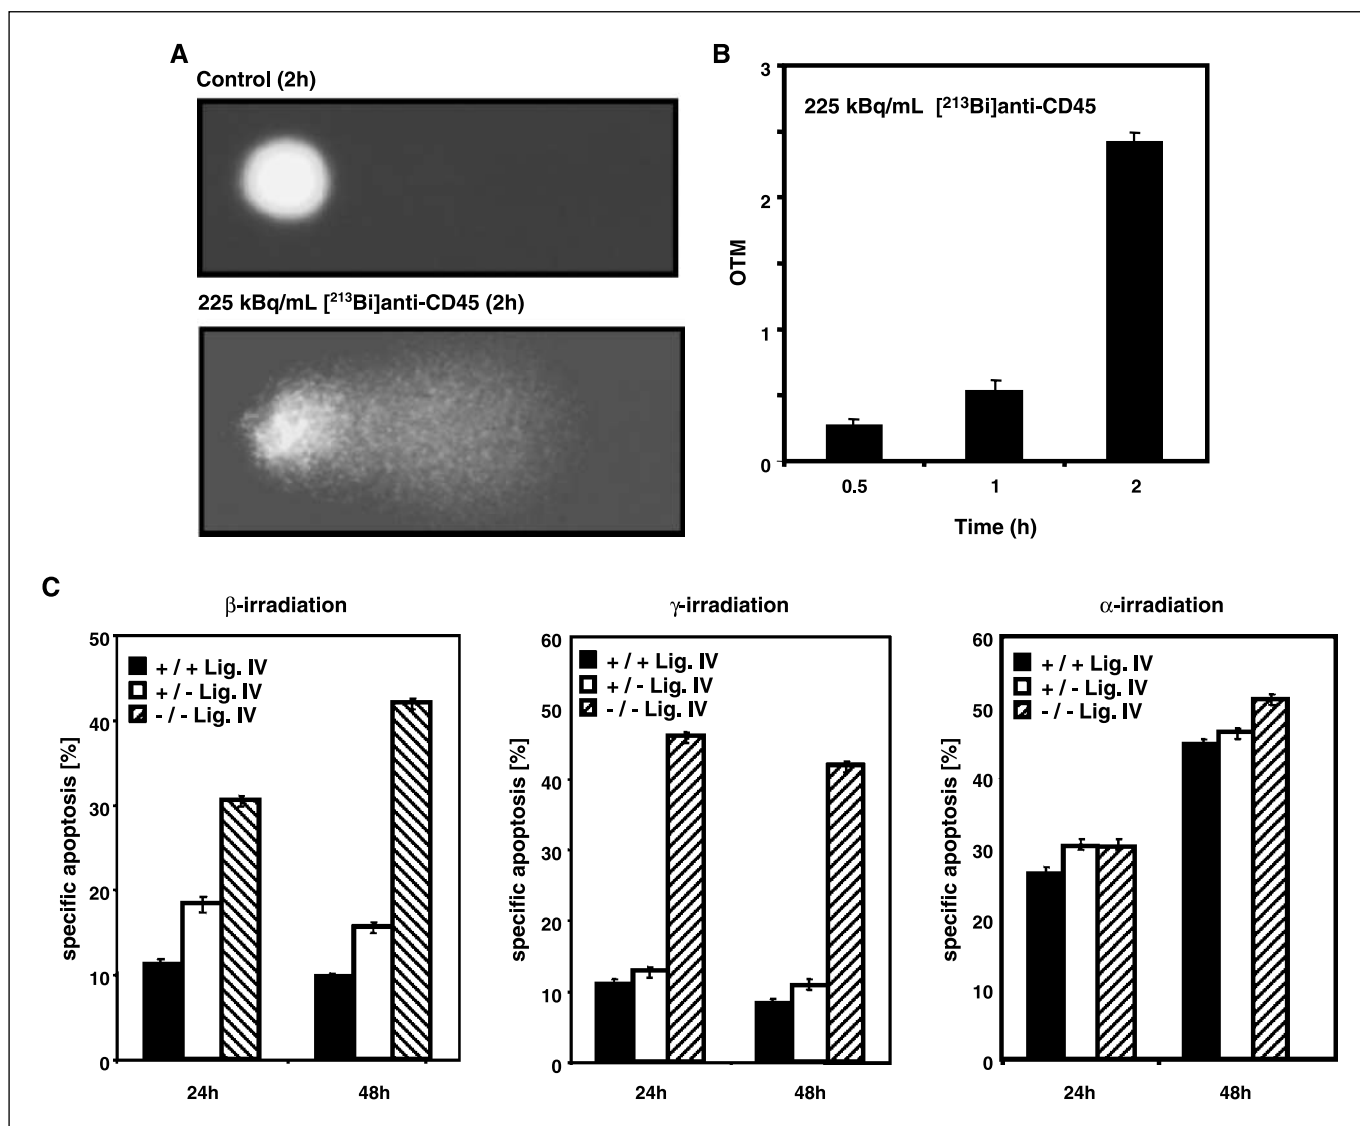 A
Control (2h)
225 kBq/mL [²¹³Bi]anti-CD45 (2h)
B
3
2
1
0
OTM
225 kBq/mL [²¹³Bi]anti-CD45
0.5 1 2
Time (h)
C
β-irradiation
50
40
30
20
10
0
specific apoptosis [%]
+ / + Lig. IV
+ / - Lig. IV
- / - Lig. IV
24h 48h
γ-irradiation
60
50
40
30
20
10
0
specific apoptosis [%]
+ / + Lig. IV
+ / - Lig. IV
- / - Lig. IV
24h 48h
α-irradiation
60
50
40
30
20
10
0
specific apoptosis [%]
+ / + Lig. IV
+ / - Lig. IV
- / - Lig. IV
24h 48h